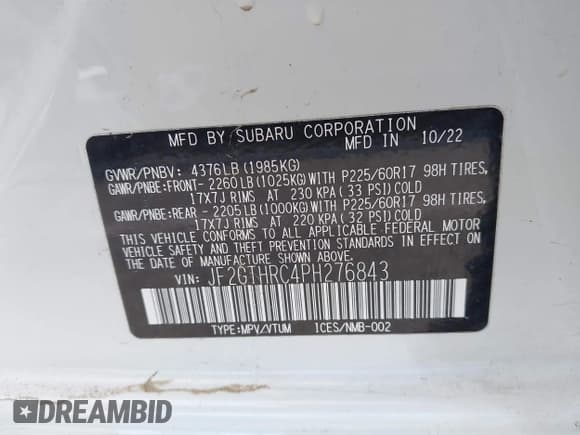 MFD BY SUBARU CORPORATION
MFD IN 10/22
GVWR/PNBV: 4376LB(1985KG)
GAWR/PNBE:FRONT- 2260LB(1025KG)WITH P225/60R17 98H TIRES,
17X7J RIMS AT 230 KPA( 33 PSI)COLD
GAWR/PNBE:REAR - 2205LB(1000KG)WITH P225/60R17 98H TIRES,
17X7J RIMS AT 220 KPA( 32 PSI)COLD
THIS VEHICLE CONFORMS TO ALL APPLICABLE FEDERAL MOTOR
VEHICLE SAFETY AND THEFT PREVENTION STANDARDS IN EFFECT ON
THE DATE OF MANUFACTURE SHOWN ABOVE.
VIN: JF2GTHRC4PH276843
TYPE:MPV/VTUM ICES/NMB-002
DREAMBID